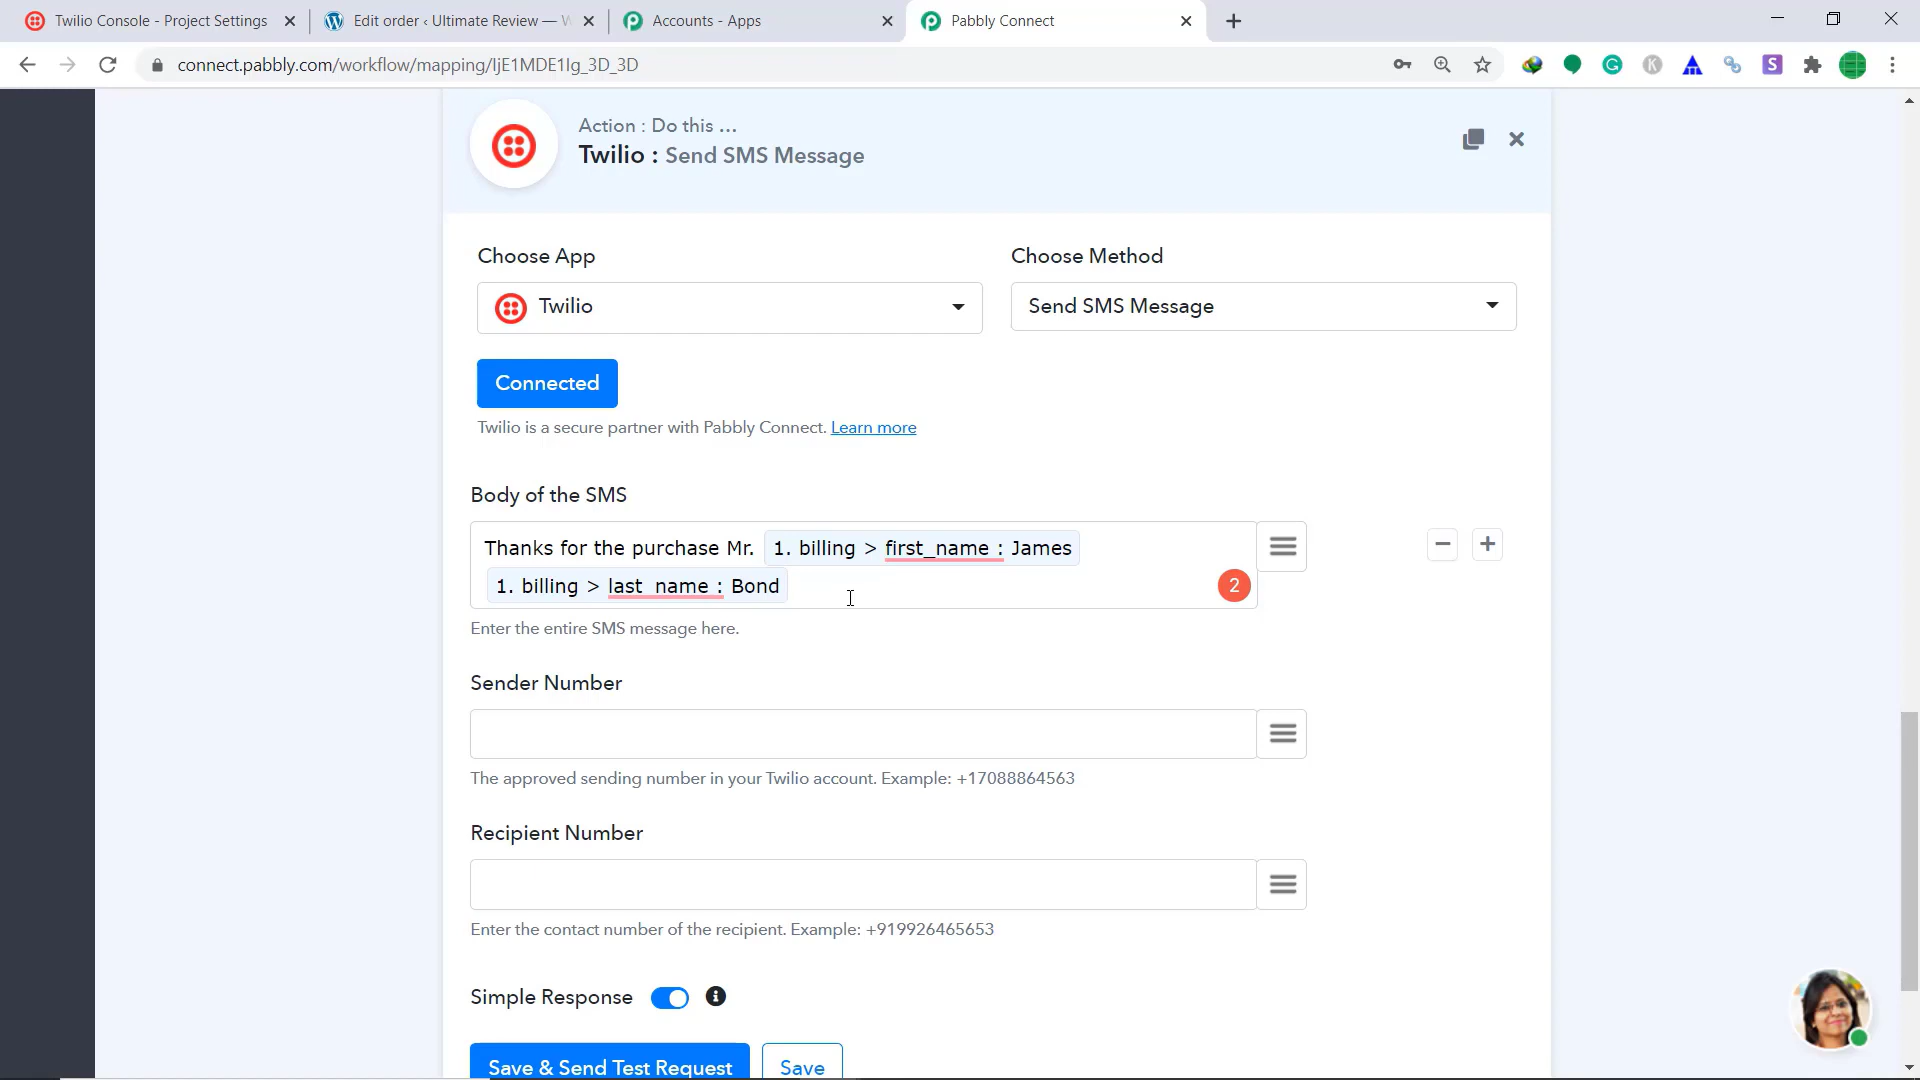 Twilio Console - Project Settings
Edit order ‹ Ultimate Review — W
Accounts - Apps
Pabbly Connect
connect.pabbly.com/workflow/mapping/IjE1MDE1Ig_3D_3D
Action : Do this ...
Twilio : Send SMS Message
Choose App
Choose Method
Twilio
Send SMS Message
Connected
Twilio is a secure partner with Pabbly Connect. Learn more
Body of the SMS
Thanks for the purchase Mr. 1. billing > first_name : James
1. billing > last_name : Bond
2
Enter the entire SMS message here.
Sender Number
The approved sending number in your Twilio account. Example: +17088864563
Recipient Number
Enter the contact number of the recipient. Example: +919926465653
Simple Response
Save & Send Test Request
Save